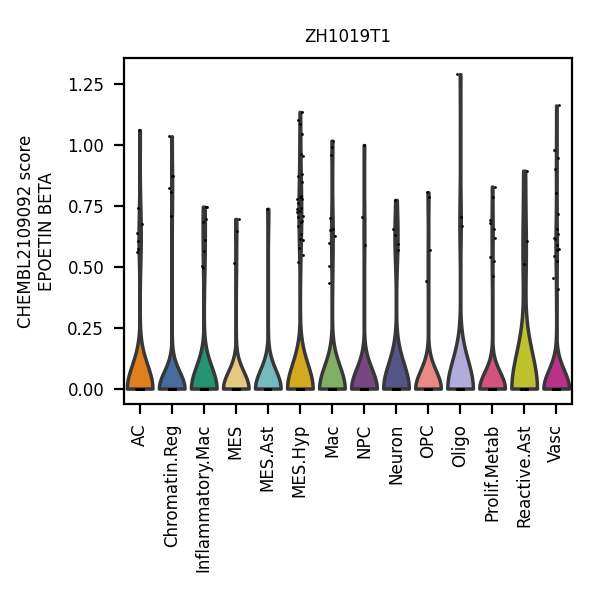 ZH1019T1
CHEMBL2109092 score
EPOETIN BETA
1.25
1.00
0.75
0.50
0.25
0.00
AC
Chromatin.Reg
Inflammatory.Mac
MES
MES.Ast
MES.Hyp
Mac
NPC
Neuron
OPC
Oligo
Prolif.Metab
Reactive.Ast
Vasc